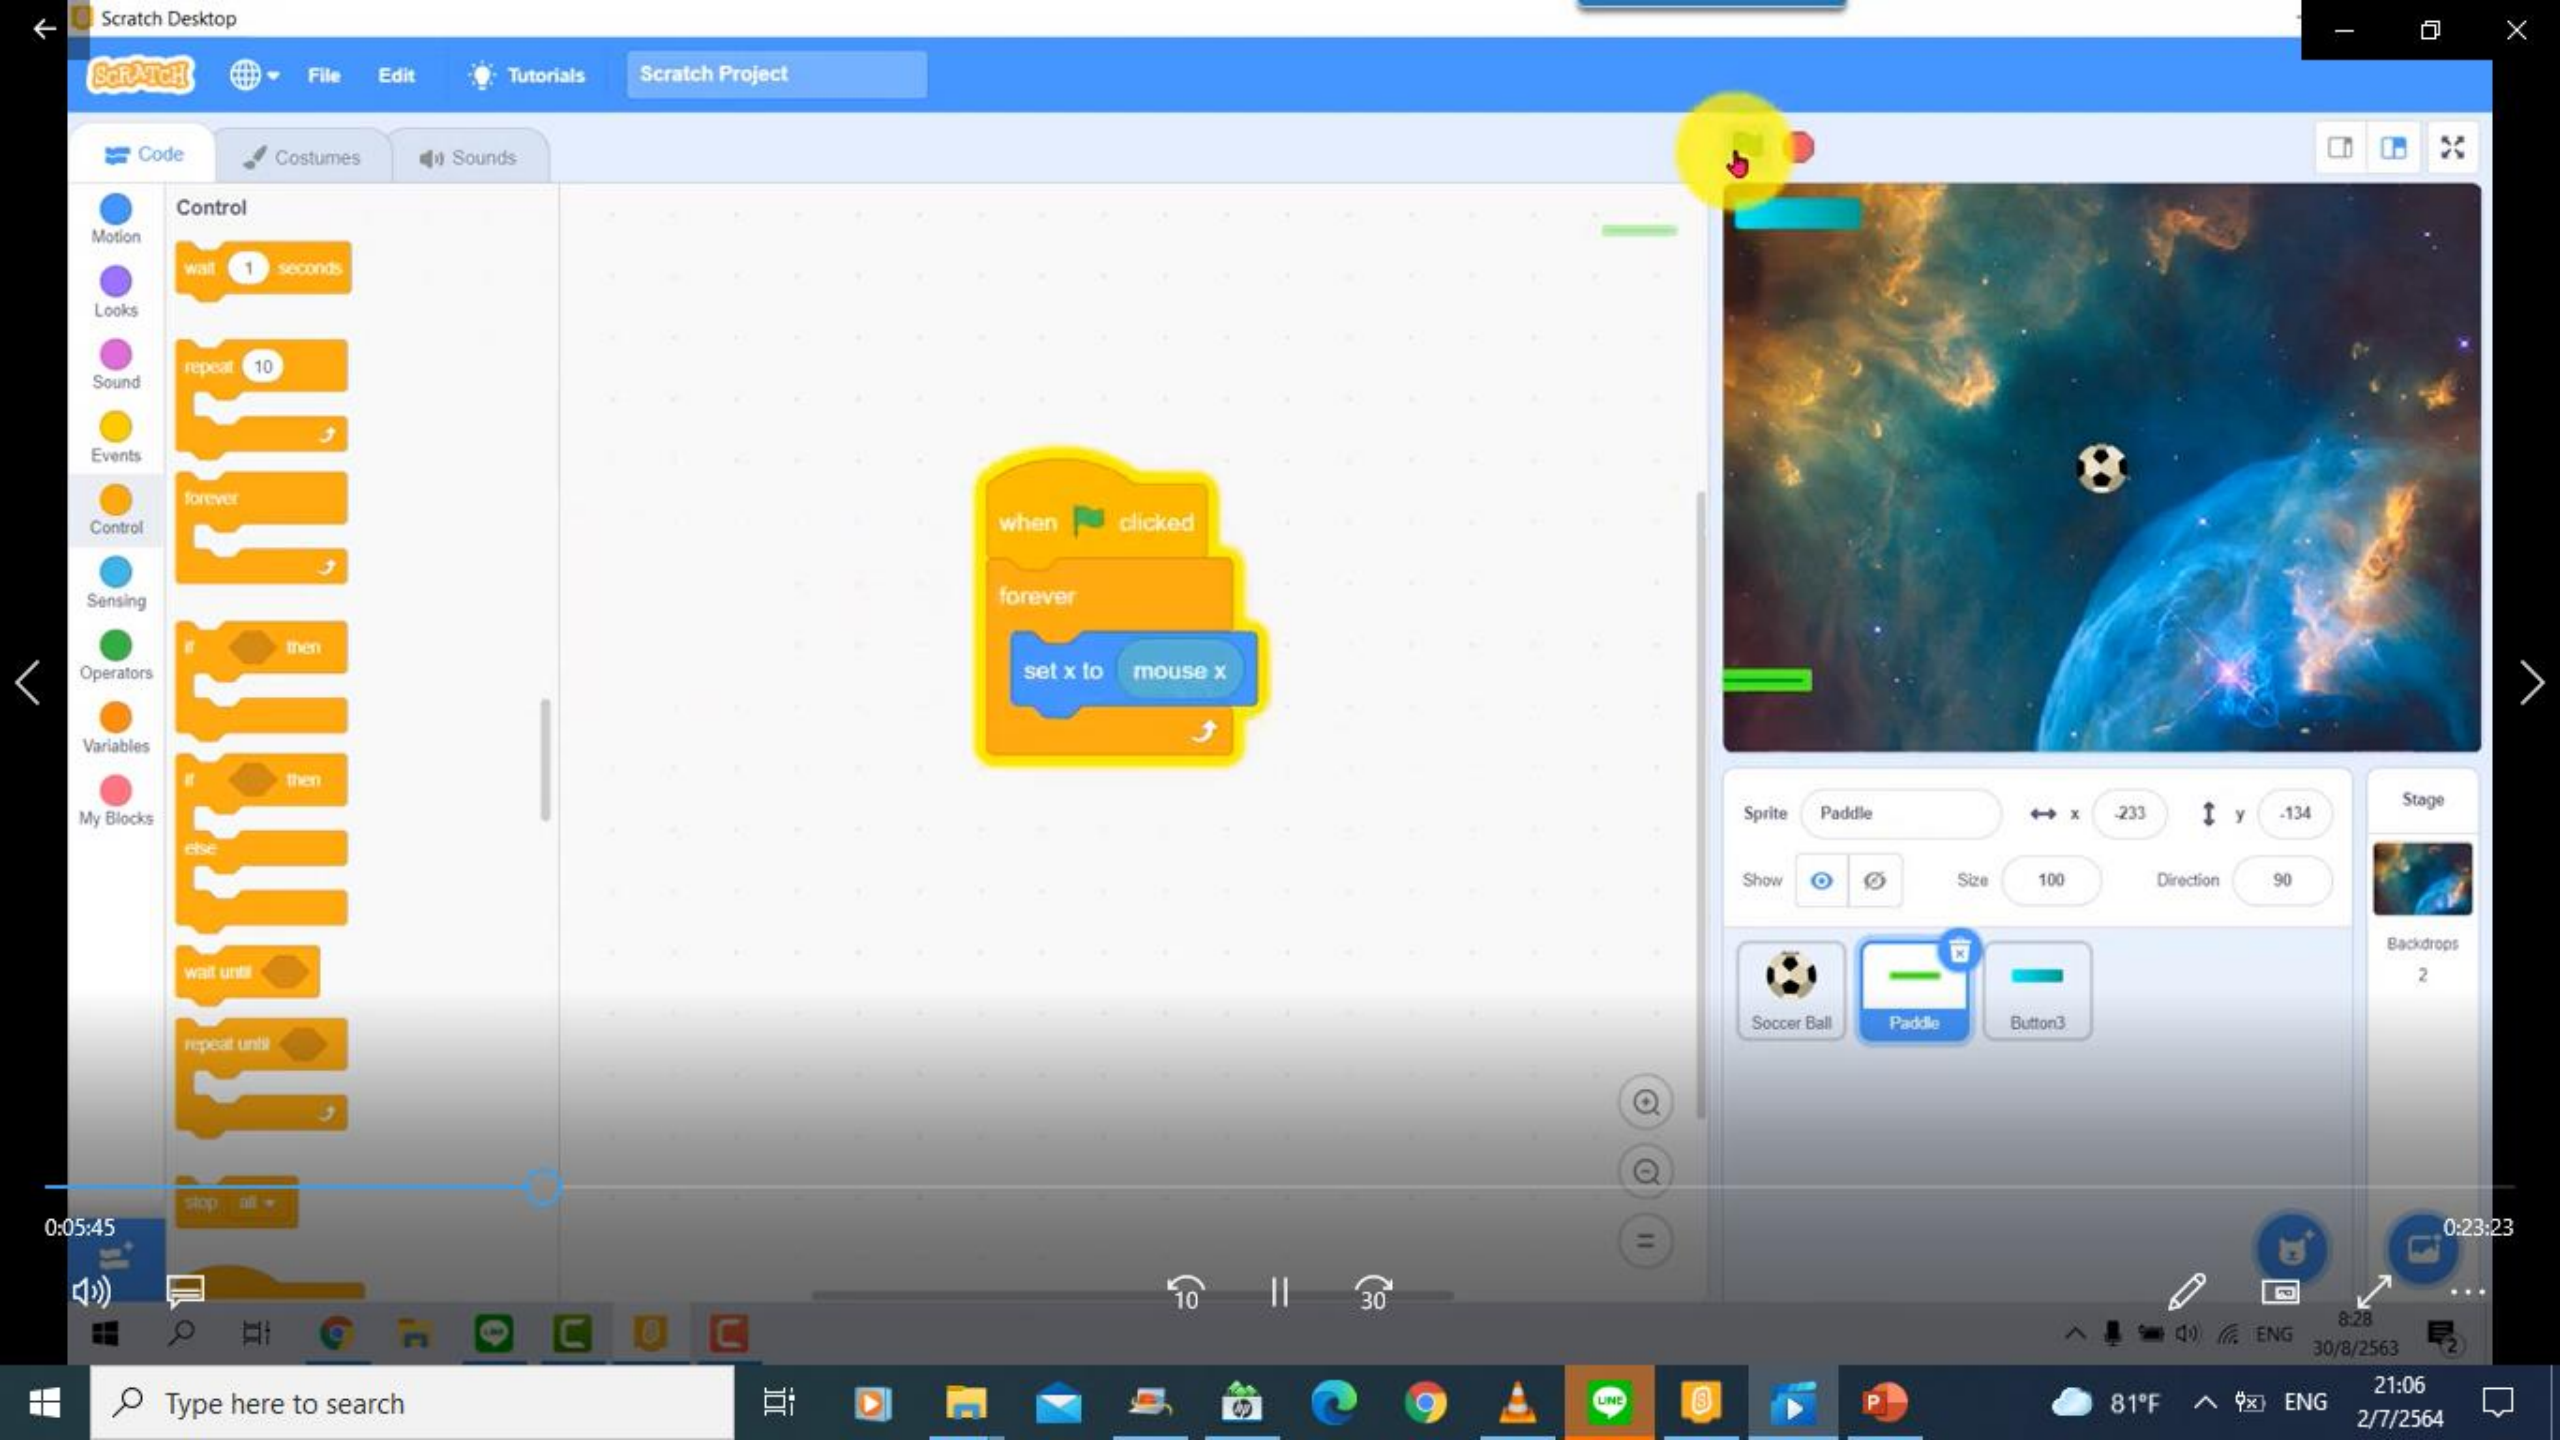 Scratch Desktop
SCRATCH File Edit Tutorials Scratch Project
Code Costumes Sounds
Motion
Looks
Sound
Events
Control
Sensing
Operators
Variables
My Blocks
Control
wait 1 seconds
repeat 10
forever
if then
if then
else
wait until
repeat until
stop all
when clicked
forever
set x to mouse x
Sprite Paddle x -233 y -134
Show Size 100 Direction 90
Soccer Ball
Paddle
Button3
Stage
Backdrops
2
0:05:45
0:23:23
10
30
ENG
8:28
30/8/2563
2
Type here to search
LINE
81°F
ENG
21:06
2/7/2564